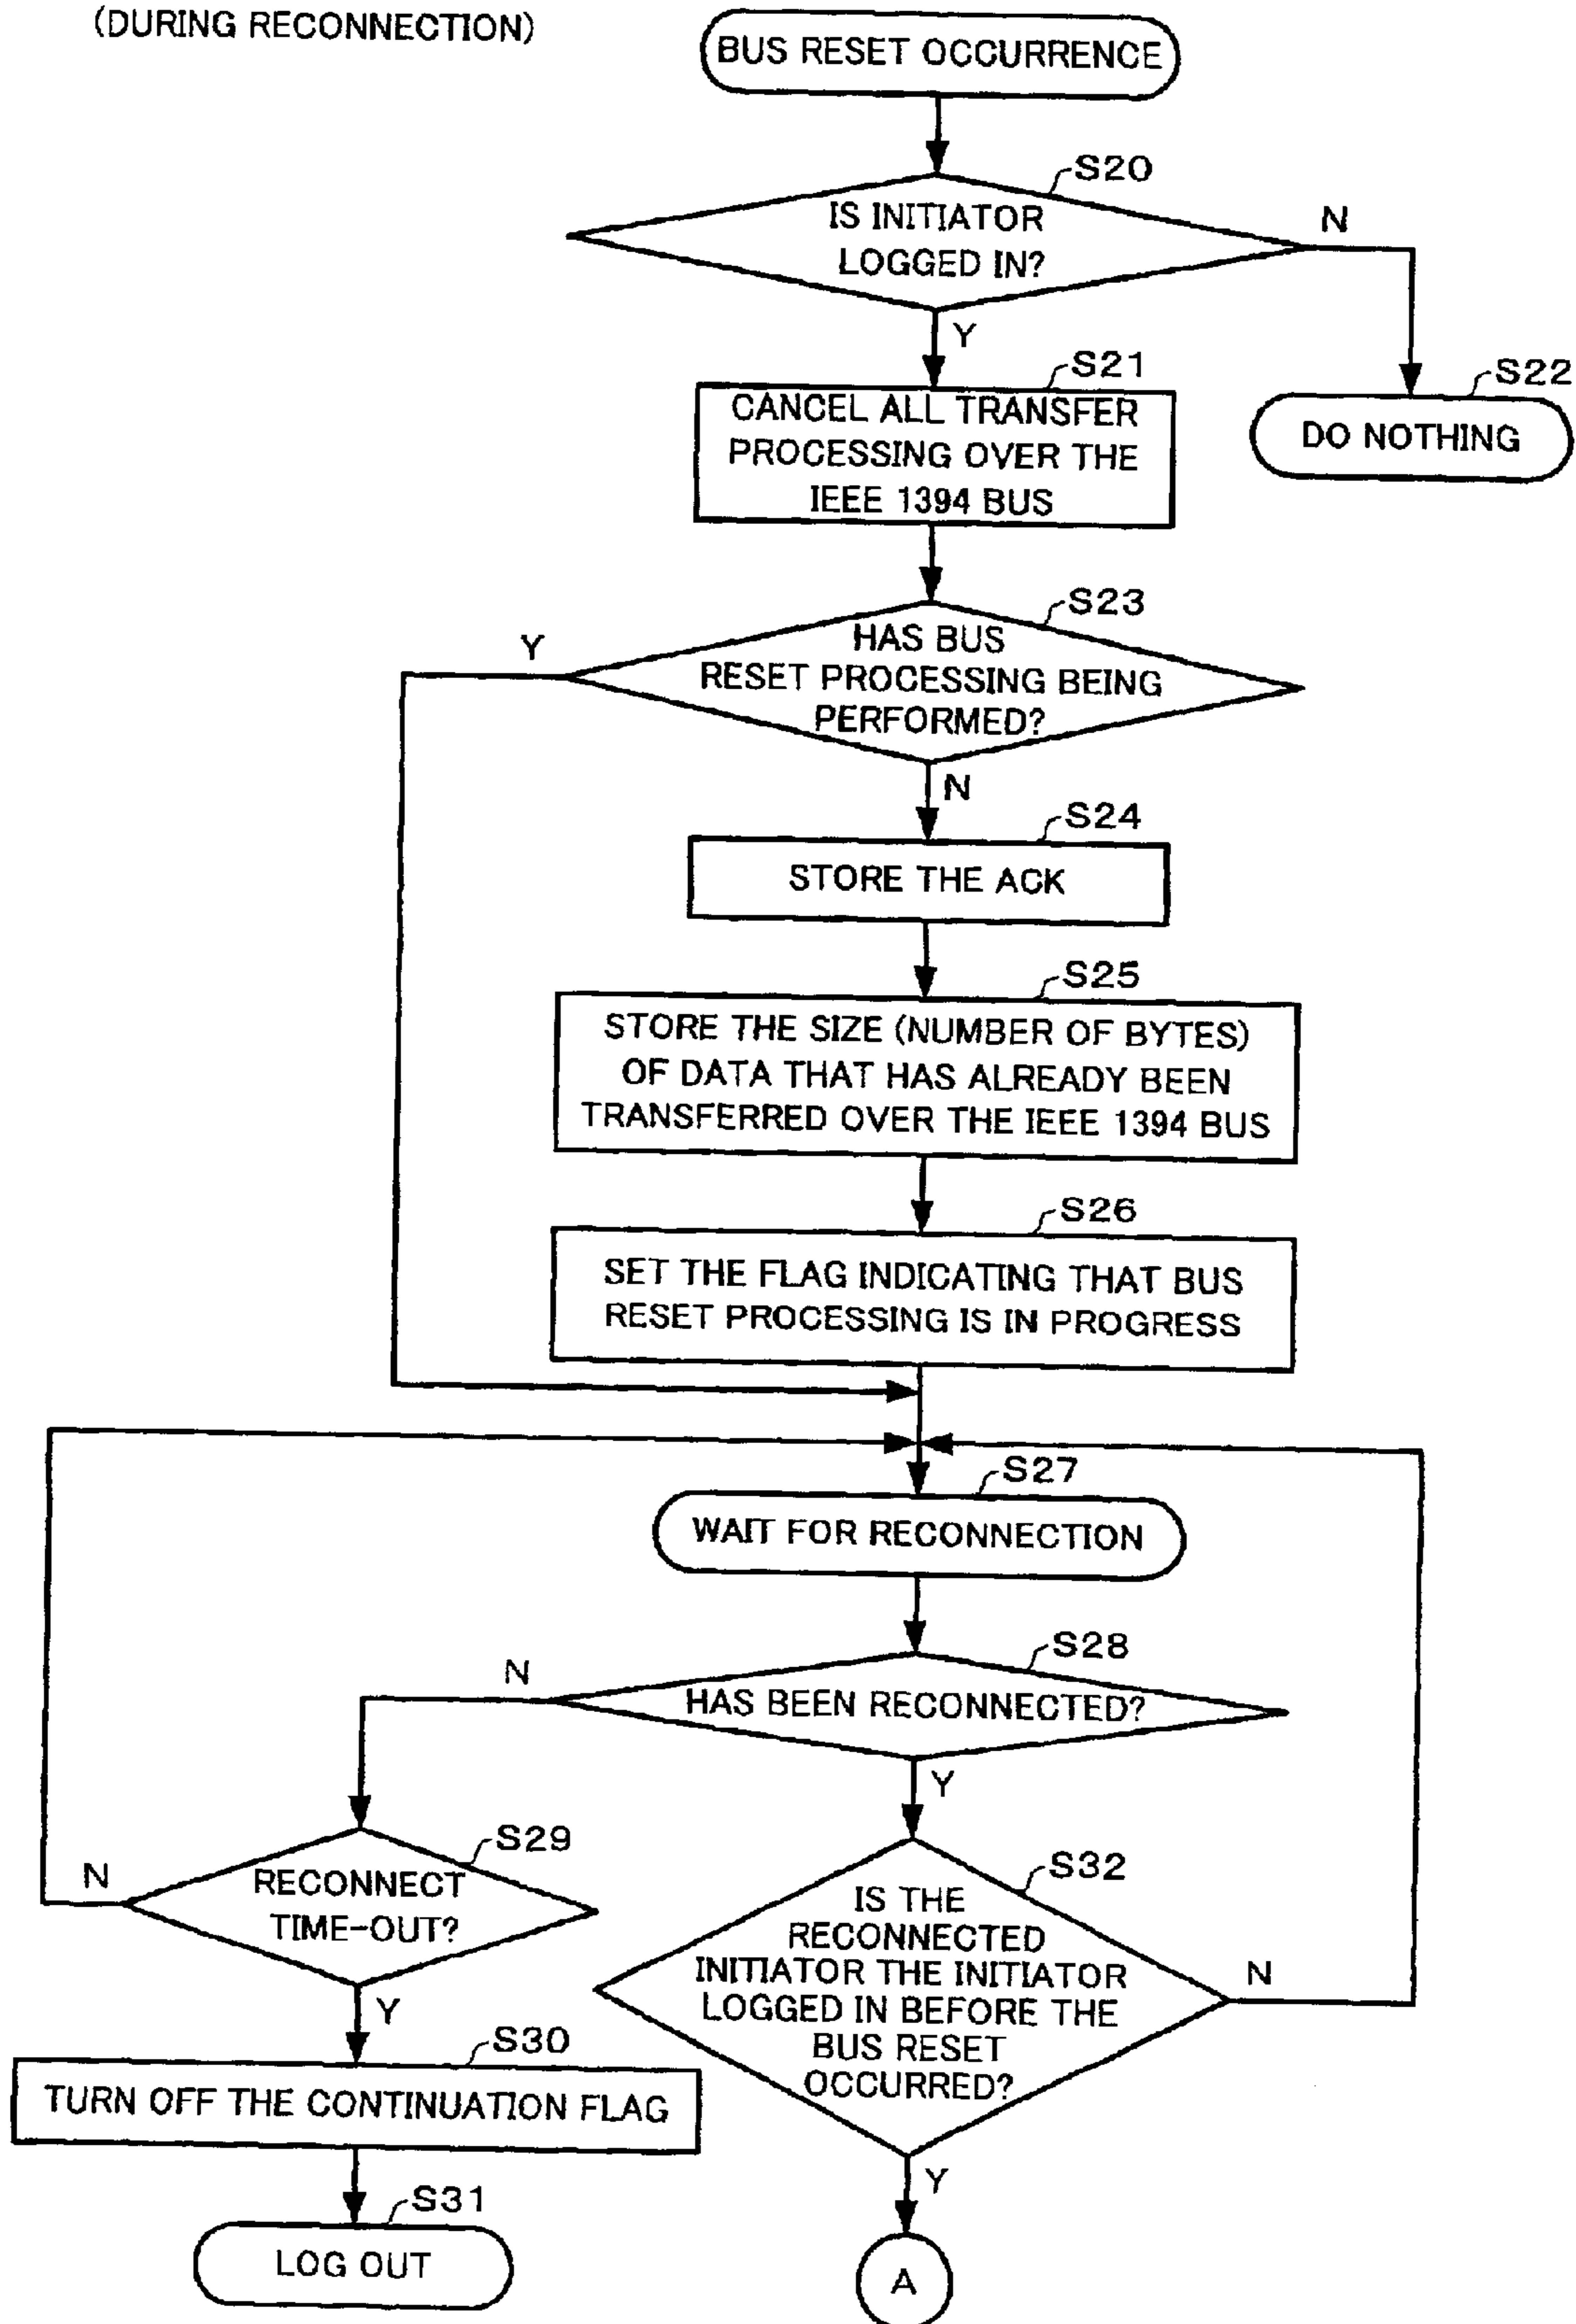 (DURING RECONNECTION)
BUS RESET OCCURRENCE
S20
IS INITIATOR
LOGGED IN?
N
Y
S21
CANCEL ALL TRANSFER
PROCESSING OVER THE
IEEE 1394 BUS
S22
DO NOTHING
S23
HAS BUS
RESET PROCESSING BEING
PERFORMED?
Y
N
S24
STORE THE ACK
S25
STORE THE SIZE (NUMBER OF BYTES)
OF DATA THAT HAS ALREADY BEEN
TRANSFERRED OVER THE IEEE 1394 BUS
S26
SET THE FLAG INDICATING THAT BUS
RESET PROCESSING IS IN PROGRESS
S27
WAIT FOR RECONNECTION
S28
HAS BEEN RECONNECTED?
N
Y
S29
RECONNECT
TIME-OUT?
N
Y
S32
IS THE
RECONNECTED
INITIATOR THE INITIATOR
LOGGED IN BEFORE THE
BUS RESET
OCCURRED?
N
Y
S30
TURN OFF THE CONTINUATION FLAG
S31
LOG OUT
A